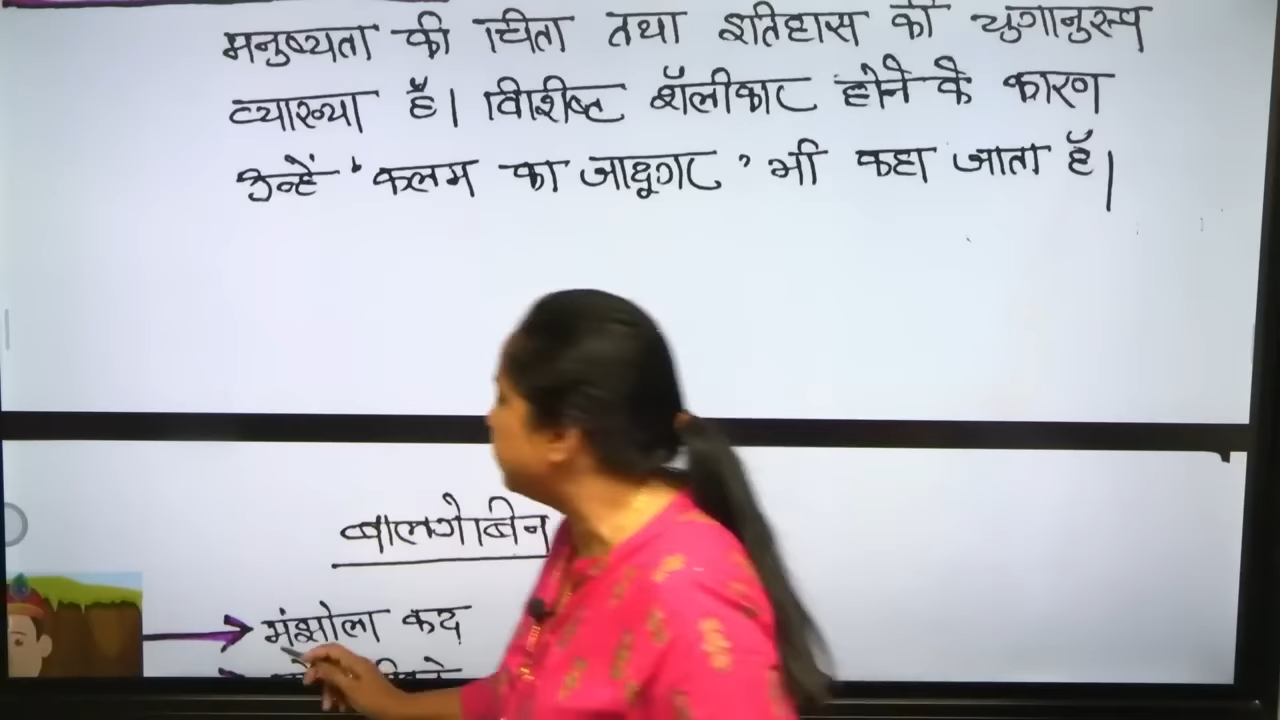 मनुष्यता की चिंता तथा इतिहास की युगानुरूप
व्याख्या है। विशिष्ट शैलीकार होने के कारण
उन्हें 'कलम का जादूगर' भी कहा जाता है।
बालगोबिन
मंझोला कद